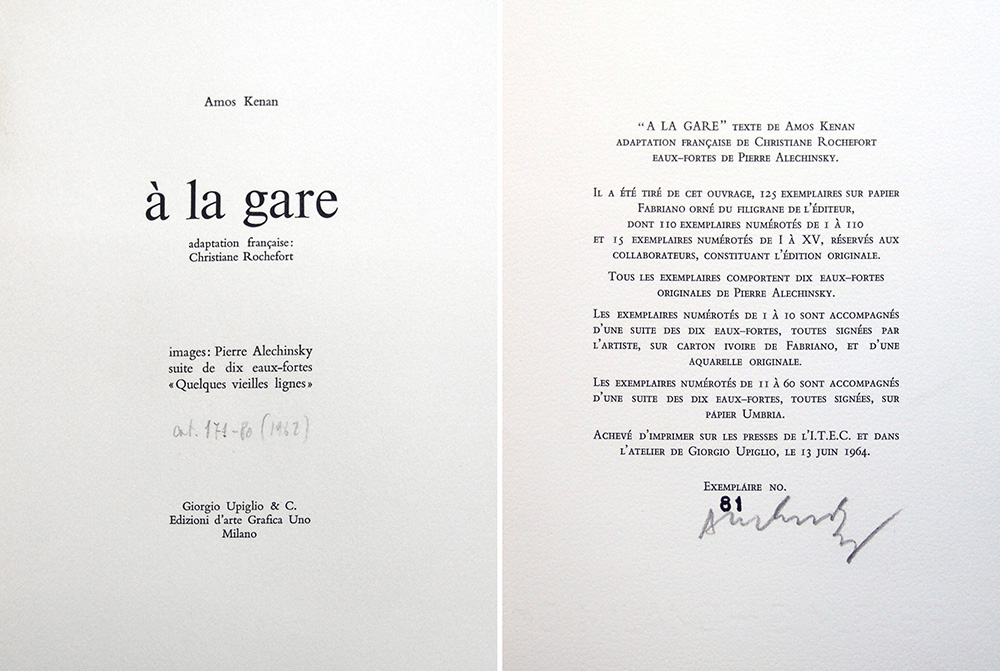 Amos Kenan
à la gare
adaptation française:
Christiane Rochefort
images: Pierre Alechinsky
suite de dix eaux-fortes
«Quelques vieilles lignes»
cat. 171-80 (1962)
Giorgio Upiglio & C.
Edizioni d'arte Grafica Uno
Milano
“A LA GARE” TEXTE DE AMOS KENAN
ADAPTATION FRANÇAISE DE CHRISTIANE ROCHEFORT
EAUX–FORTES DE PIERRE ALECHINSKY.
IL A ÉTÉ TIRÉ DE CET OUVRAGE, 125 EXEMPLAIRES SUR PAPIER
FABRIANO ORNÉ DU FILIGRANE DE L'ÉDITEUR,
DONT 110 EXEMPLAIRES NUMÉROTÉS DE 1 À 110
ET 15 EXEMPLAIRES NUMÉROTÉS DE I À XV, RÉSERVÉS AUX
COLLABORATEURS, CONSTITUANT L'ÉDITION ORIGINALE.
TOUS LES EXEMPLAIRES COMPORTENT DIX EAUX–FORTES
ORIGINALES DE PIERRE ALECHINSKY.
LES EXEMPLAIRES NUMÉROTÉS DE 1 À 10 SONT ACCOMPAGNÉS
D'UNE SUITE DES DIX EAUX–FORTES, TOUTES SIGNÉES PAR
L'ARTISTE, SUR CARTON IVOIRE DE FABRIANO, ET D'UNE
AQUARELLE ORIGINALE.
LES EXEMPLAIRES NUMÉROTÉS DE 11 À 60 SONT ACCOMPAGNÉS
D'UNE SUITE DES DIX EAUX–FORTES, TOUTES SIGNÉES, SUR
PAPIER UMBRIA.
ACHEVÉ D'IMPRIMER SUR LES PRESSES DE L'I.T.E.C. ET DANS
L'ATELIER DE GIORGIO UPIGLIO, LE 13 JUIN 1964.
EXEMPLAIRE NO.
81
Alechinsky